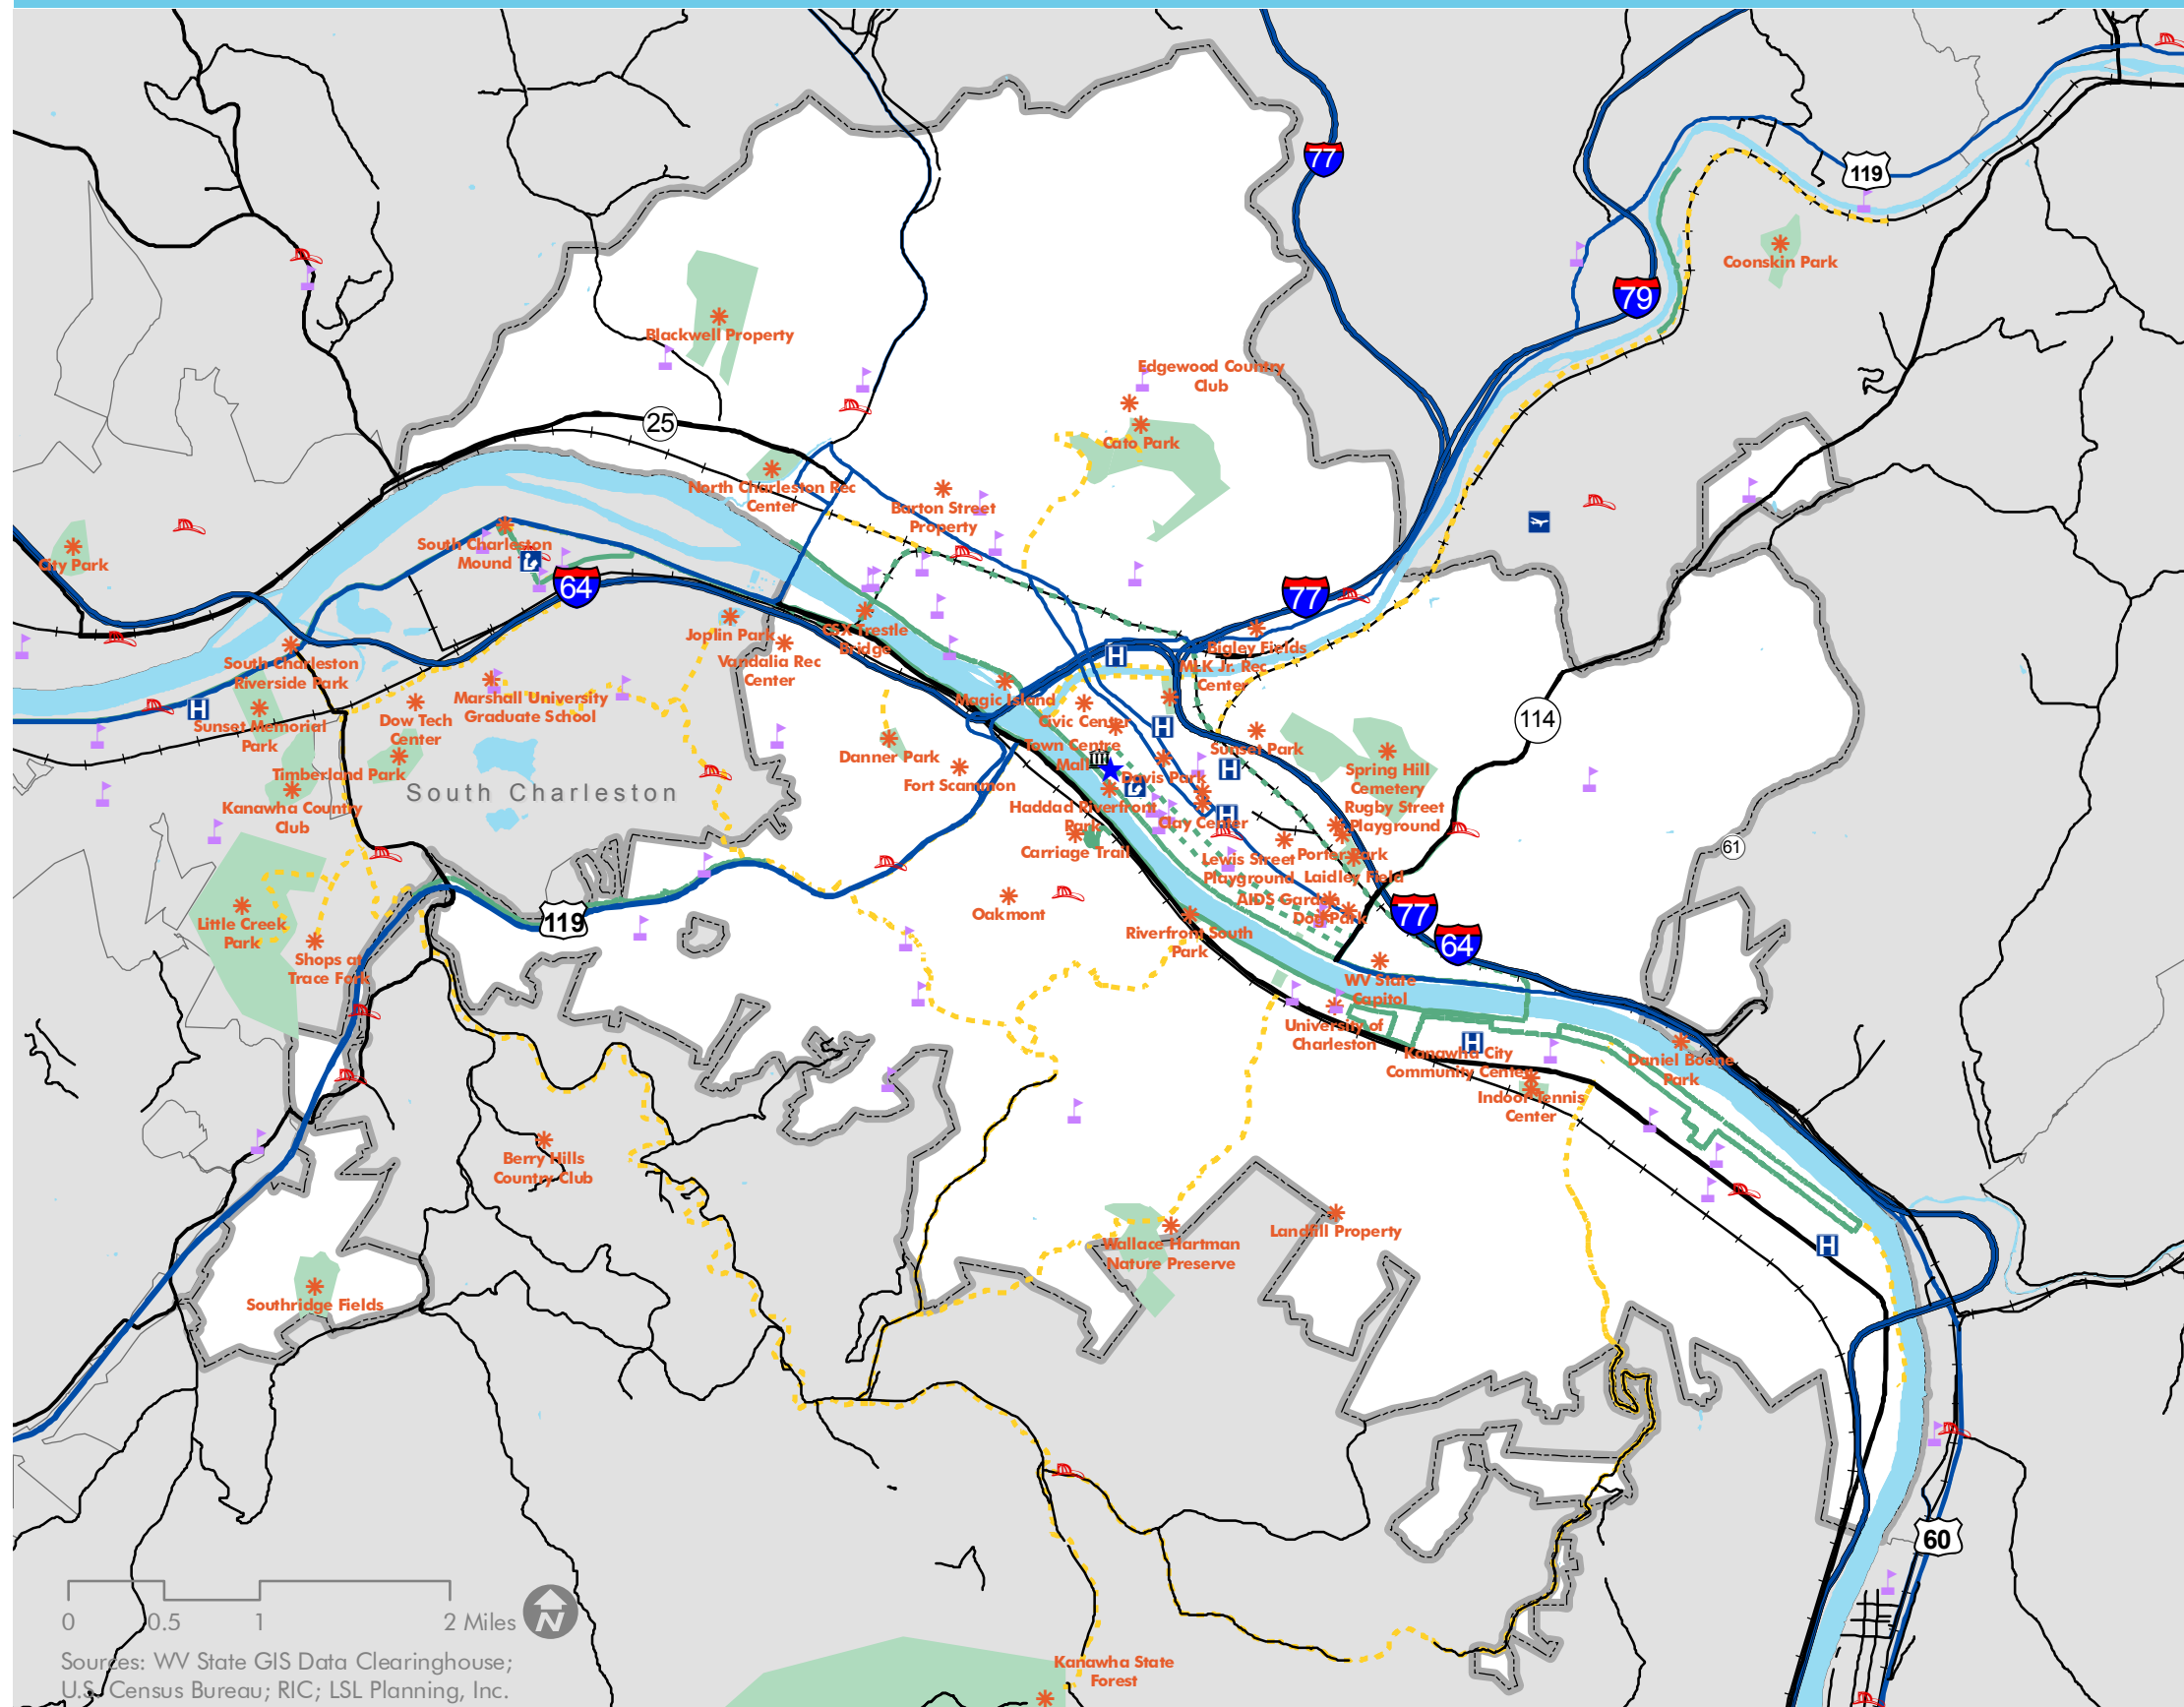 77
119
79
Coonskin Park
Blackwell Property
Edgewood Country
Club
25
Cato Park
North Charleston Rec
Center
Barton Street
Property
South Charleston
Mound
City Park
64
77
Joplin Park
CSX Trestle
Bridge
Bigley Fields
Vandalia Rec
Center
MLK Jr. Rec
Center
South Charleston
Riverside Park
Marshall University
Graduate School
Magic Island
H
H
Dow Tech
Center
Civic Center
H
114
Sunset Memorial
Park
Danner Park
Town Centre
Mall
Sunset Park
Timberland Park
Fort Scammon
Davis Park
H
Spring Hill
Cemetery
South Charleston
Kanawha Country
Club
Haddad Riverfront
Park
Clay Center
H
Rugby Street
Playground
Carriage Trail
Lewis Street
Playground
Porter Park
Laidley Field
61
Oakmont
AIDS Garden
Dog Park
77
Little Creek
Park
119
Riverfront South
Park
64
Shops at
Trace Fork
WV State
Capitol
University of
Charleston
H
Kanawha City
Community Center
Daniel Boone
Park
Indoor Tennis
Center
Berry Hills
Country Club
Wallace Hartman
Nature Preserve
Landfill Property
H
Southridge Fields
60
0 0.5 1 2 Miles
N
Sources: WV State GIS Data Clearinghouse;
U.S. Census Bureau; RIC; LSL Planning, Inc.
Kanawha State
Forest